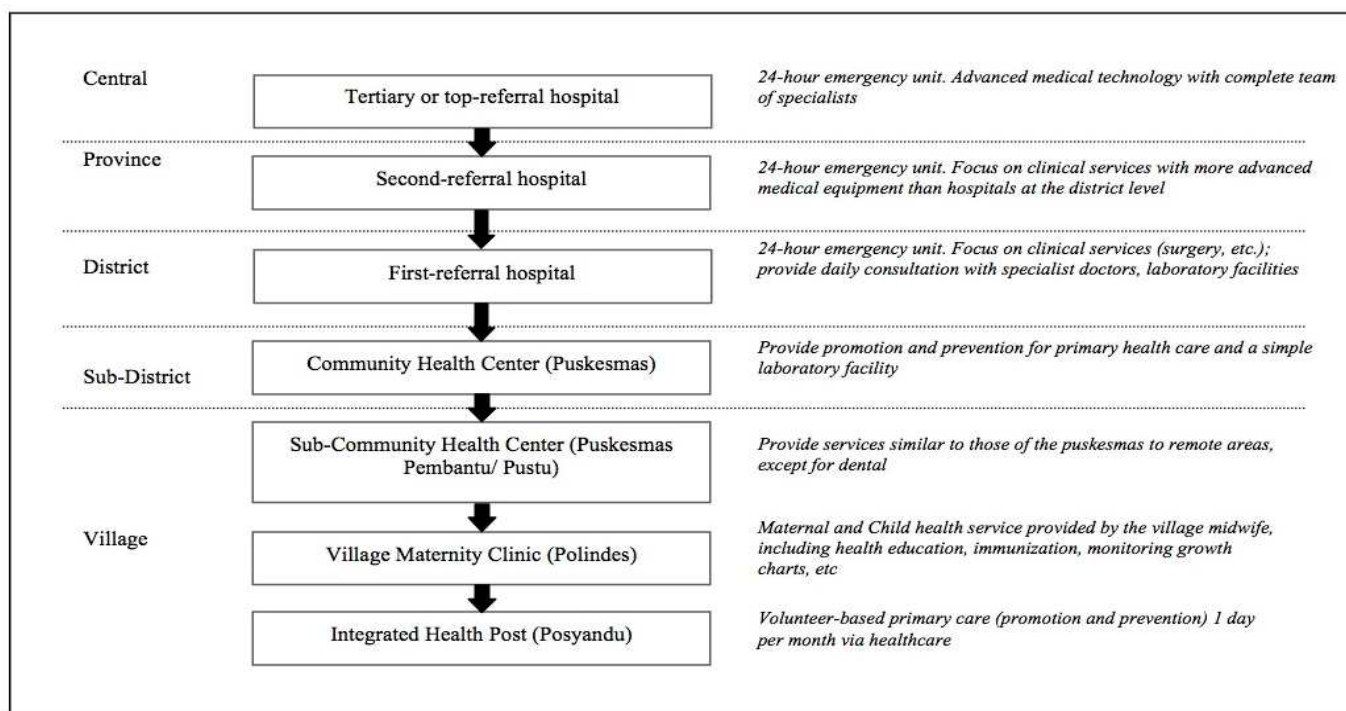 Central
Tertiary or top-referral hospital
24-hour emergency unit. Advanced medical technology with complete team
of specialists
Province
Second-referral hospital
24-hour emergency unit. Focus on clinical services with more advanced
medical equipment than hospitals at the district level
District
First-referral hospital
24-hour emergency unit. Focus on clinical services (surgery, etc.);
provide daily consultation with specialist doctors, laboratory facilities
Sub-District
Community Health Center (Puskesmas)
Provide promotion and prevention for primary health care and a simple
laboratory facility
Village
Sub-Community Health Center (Puskesmas
Pembantu/ Pustu)
Provide services similar to those of the puskesmas to remote areas,
except for dental
Village Maternity Clinic (Polindes)
Maternal and Child health service provided by the village midwife,
including health education, immunization, monitoring growth
charts, etc
Integrated Health Post (Posyandu)
Volunteer-based primary care (promotion and prevention) 1 day
per month via healthcare